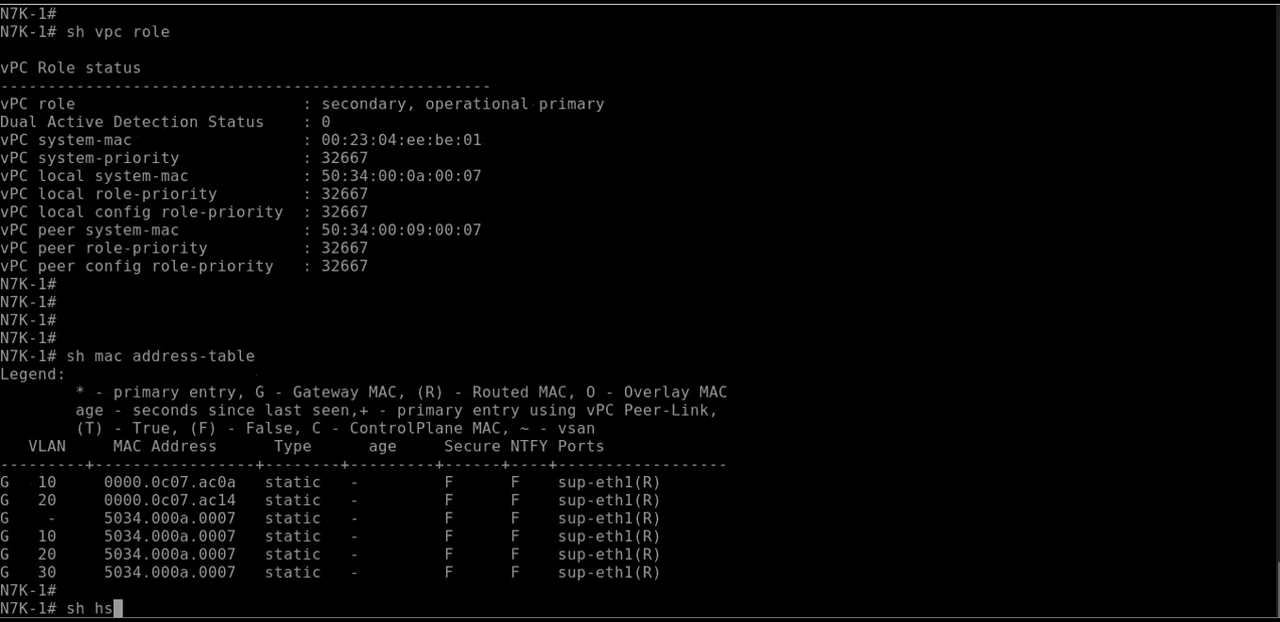 N7K-1#
N7K-1# sh vpc role
vPC Role status
----------------------------------------------------
vPC role                        : secondary, operational primary
Dual Active Detection Status    : 0
vPC system-mac                  : 00:23:04:ee:be:01
vPC system-priority             : 32667
vPC local system-mac            : 50:34:00:0a:00:07
vPC local role-priority         : 32667
vPC local config role-priority  : 32667
vPC peer system-mac             : 50:34:00:09:00:07
vPC peer role-priority          : 32667
vPC peer config role-priority   : 32667
N7K-1#
N7K-1#
N7K-1#
N7K-1#
N7K-1# sh mac address-table
Legend:
        * - primary entry, G - Gateway MAC, (R) - Routed MAC, O - Overlay MAC
        age - seconds since last seen,+ - primary entry using vPC Peer-Link,
        (T) - True, (F) - False, C - ControlPlane MAC, ~ - vsan
   VLAN     MAC Address      Type      age     Secure NTFY Ports
---------+-----------------+--------+---------+------+----+------------------
G   10     0000.0c07.ac0a   static   -         F      F    sup-eth1(R)
G   20     0000.0c07.ac14   static   -         F      F    sup-eth1(R)
G    -     5034.000a.0007   static   -         F      F    sup-eth1(R)
G   10     5034.000a.0007   static   -         F      F    sup-eth1(R)
G   20     5034.000a.0007   static   -         F      F    sup-eth1(R)
G   30     5034.000a.0007   static   -         F      F    sup-eth1(R)
N7K-1#
N7K-1# sh hs